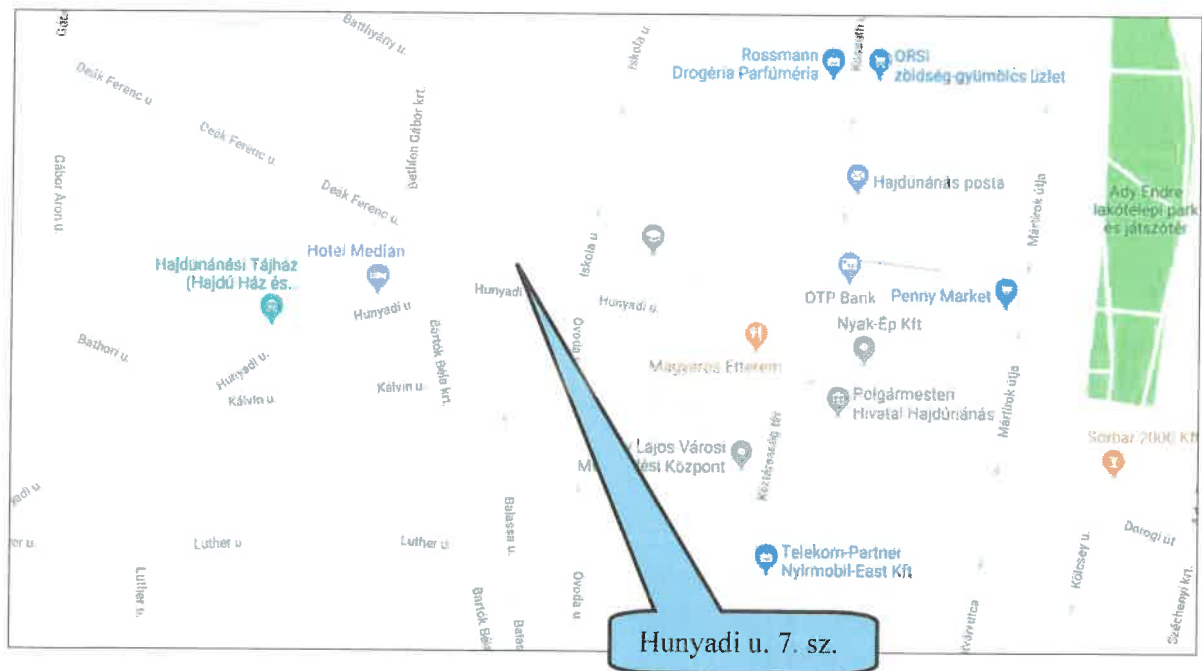 Batthyány u.
Iskola u.
Rossmann
Drogéria Parfüméria
ORSI
zöldség-gyümölcs üzlet
Deák Ferenc u.
Deák Ferenc u.
Deák Ferenc u.
Bethlen Gábor krt.
Gábor Áron u.
Hajdúnánás posta
Mártírok útja
Ady Endre
lakótelepi park
és játszótér
Iskola u
Hotel Medián
Hajdúnánási Tájház
(Hajdú Ház és..
Hunyadi u
Hunyadi
Hunyadi u.
OTP Bank
Penny Market
Nyak-Ép Kft
Báthori u.
Hunyadi u.
Bartók Béla krt.
Óvoda u
Magyaros Étterem
Kálvin u.
Kálvin u
Polgármesteri
Hivatal Hajdúnánás
Mártírok útja
Lajos Városi
Központ
Köztársaság tér
Sorbar 2000 Kft
Balassa u.
Luther u
Luther u
Luther u.
Telekom-Partner
Nyírmobil-East Kft
Dorogi út
Kölcsey u.
Óvoda u
Bartók Béla
Széchenyi krt.
Hunyadi u. 7. sz.